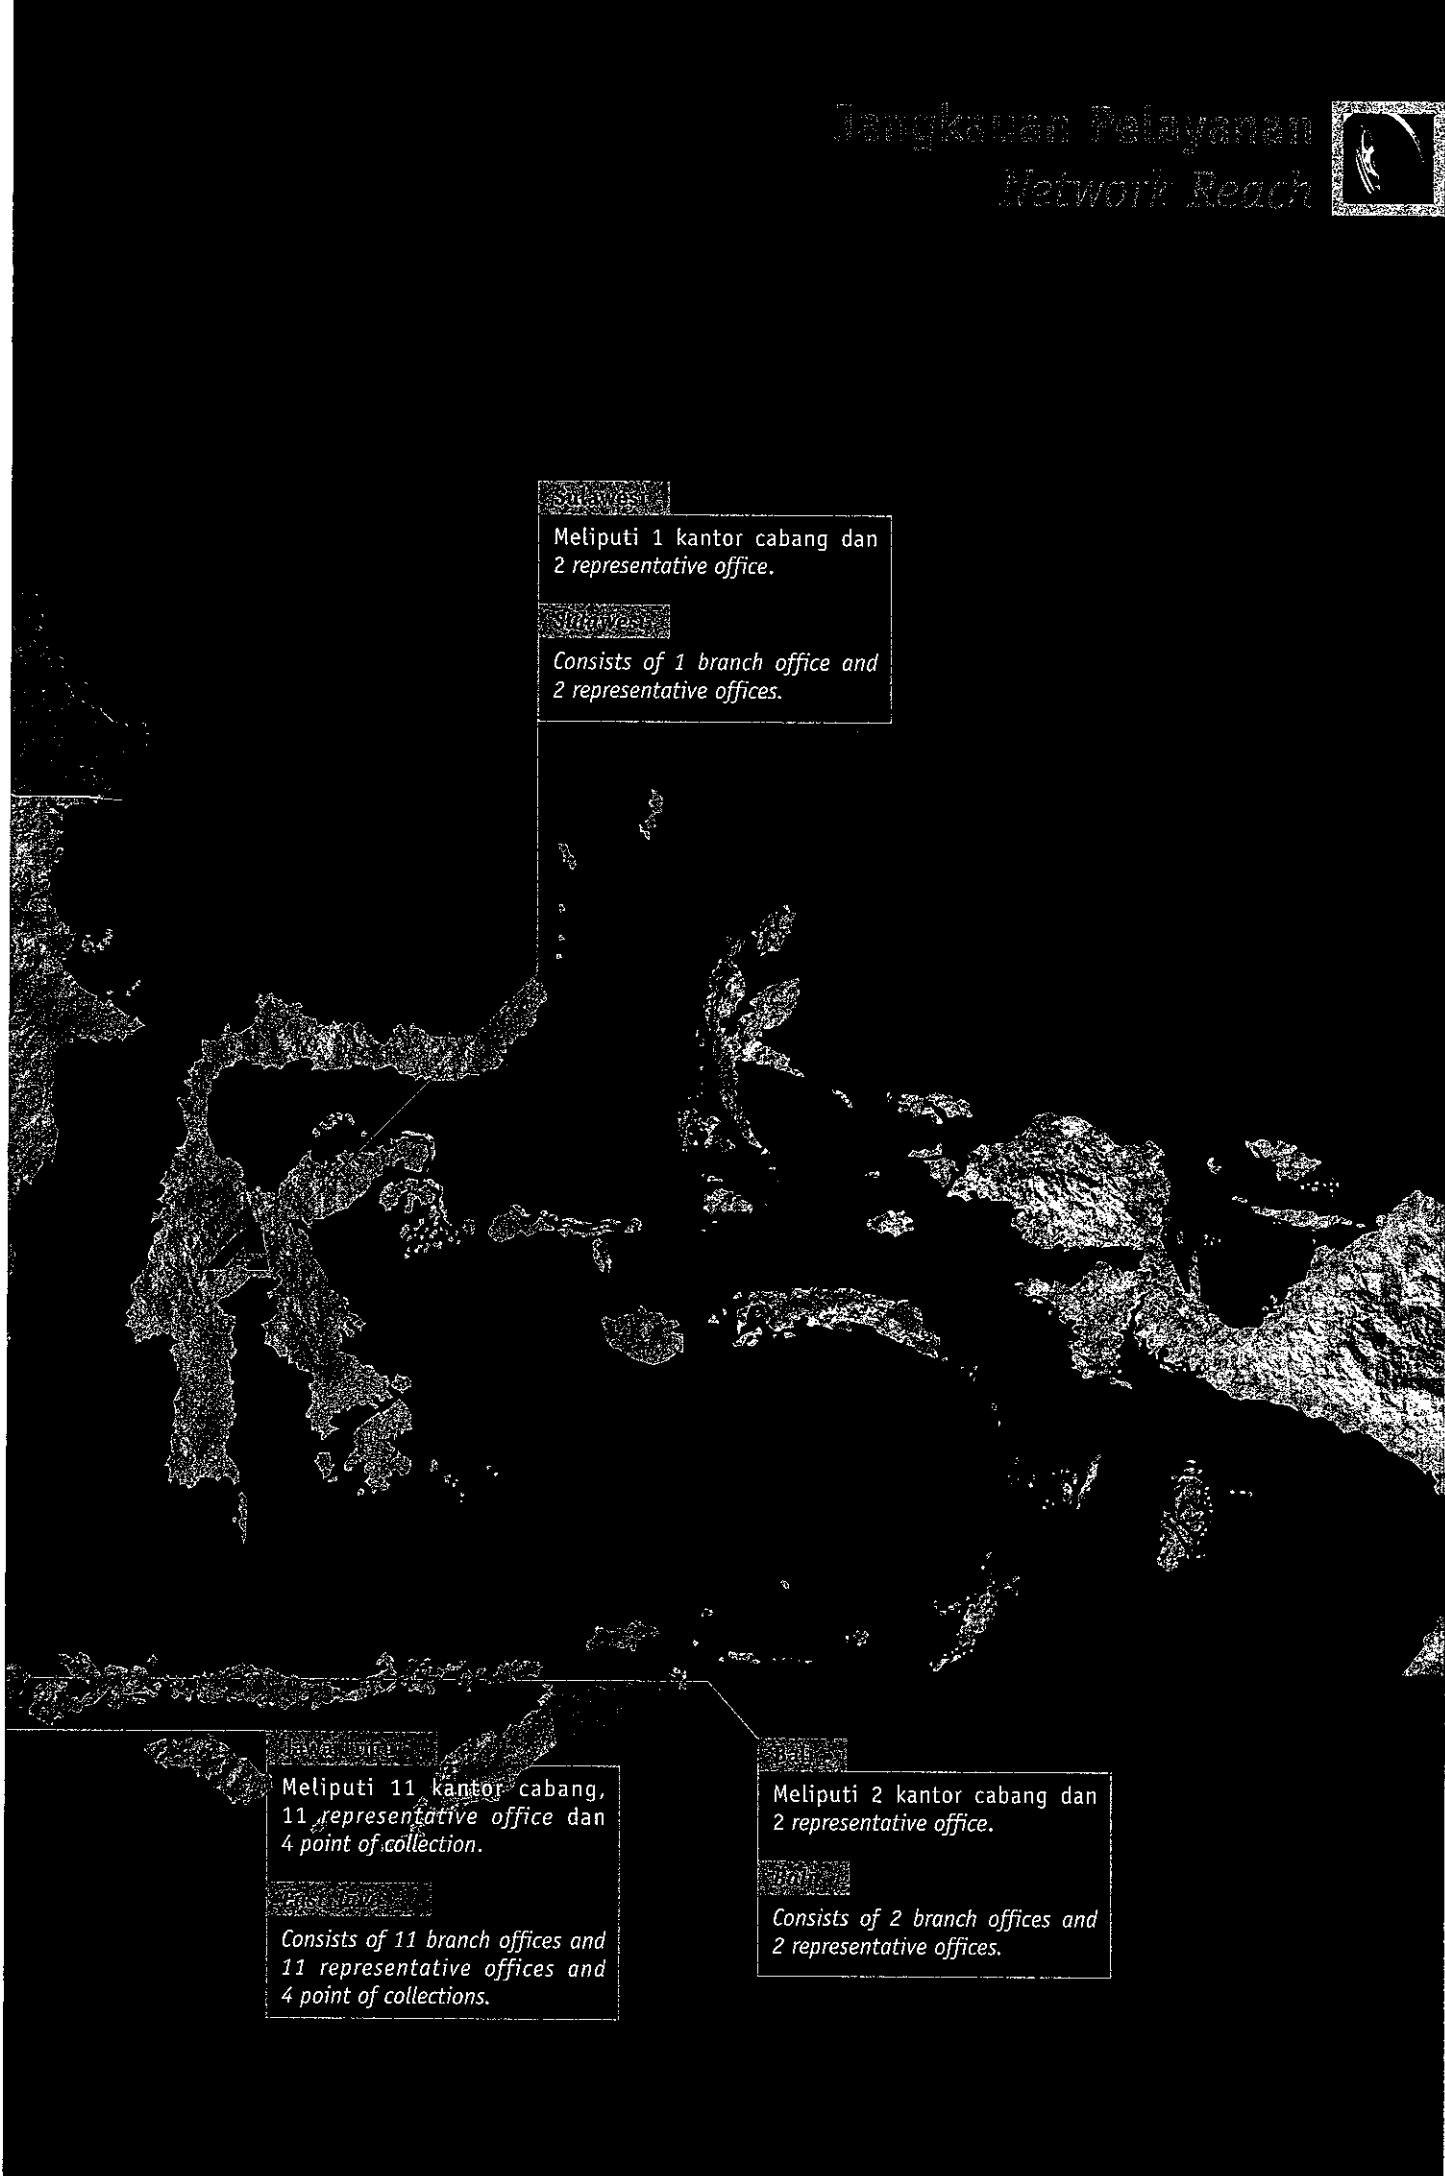 Jangkauan Pelayanan
Network Reach
Sulawesi
Meliputi 1 kantor cabang dan
2 representative office.
Sulawesi
Consists of 1 branch office and
2 representative offices.
Jawa Timur
Meliputi 11 kantor cabang,
11 representative office dan
4 point of collection.
East Java
Consists of 11 branch offices and
11 representative offices and
4 point of collections.
Bali
Meliputi 2 kantor cabang dan
2 representative office.
Bali
Consists of 2 branch offices and
2 representative offices.